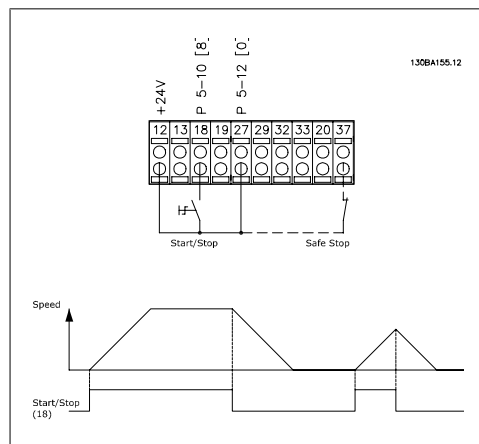 130BA155.12
+24V
P 5-10 [8]
P 5-12 [0]
12 13 18 19 27 29 32 33 20 37
Start/Stop
Safe Stop
Speed
Start/Stop
(18)